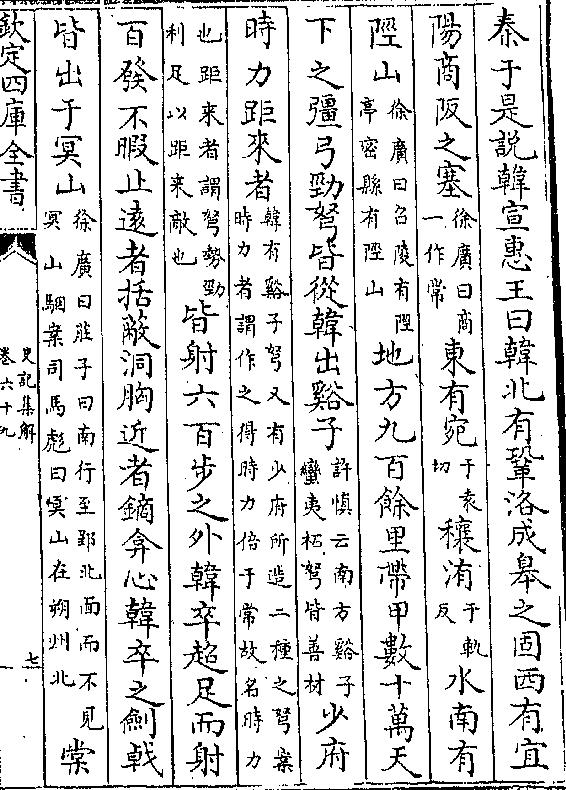 秦于是說韓宣惠王曰韓北有鞏洛成皋之固西有宜
陽商阪之塞徐廣曰商一作常東有宛于袁切穰洧于軌反水南有
陘山徐廣曰召陵有陘亭密縣有陘山地方九百餘里帶甲數十萬天
下之彊弓勁弩皆從韓出谿子許慎云南方谿子蠻夷柘弩皆善材少府
時力距來者韓有谿子弩又有少府所造二種之弩案時力者謂作之得時力倍于常故名時力
也距來者謂弩勢勁利足以距来敵也皆射六百步之外韓卒超足而射
百發不暇止遠者括蔽洞胸近者鏑弇心韓卒之劒戟
皆出于冥山徐廣曰莊子曰南行至郢北面而不見冥山駰案司馬彪曰冥山在朔州北棠
欽定四庫全書
史記集解
卷六十九
七